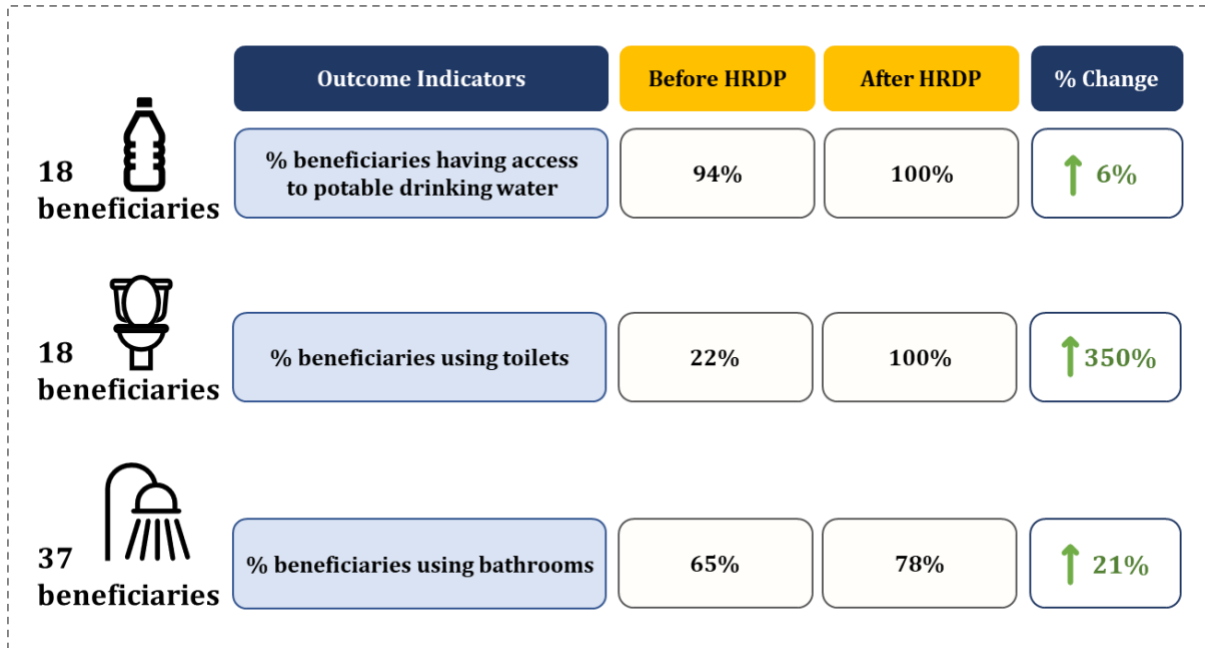 Outcome Indicators
Before HRDP
After HRDP
% Change
18
beneficiaries
% beneficiaries having access
to potable drinking water
94%
100%
6%
18
beneficiaries
% beneficiaries using toilets
22%
100%
350%
37
beneficiaries
% beneficiaries using bathrooms
65%
78%
21%